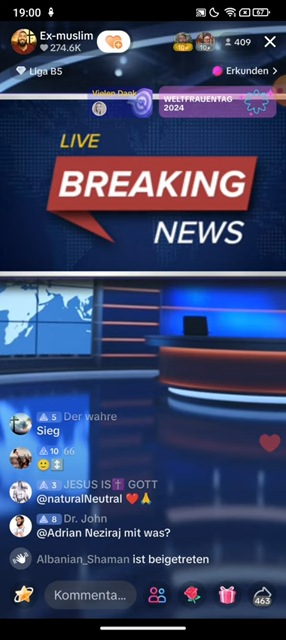 19:00
67
Ex-muslim
274.6K
409
Liga B5
Erkunden >
Vielen Dank
WELTFRAUENTAG
2024
LIVE
BREAKING
NEWS
5 Der wahre
Sieg
10 66
3 JESUS IS✝️ GOTT
@naturalNeutral ❤️🙏
8 Dr. John
@Adrian Neziraj mit was?
Albanian_Shaman ist beigetreten
Kommenta...
463